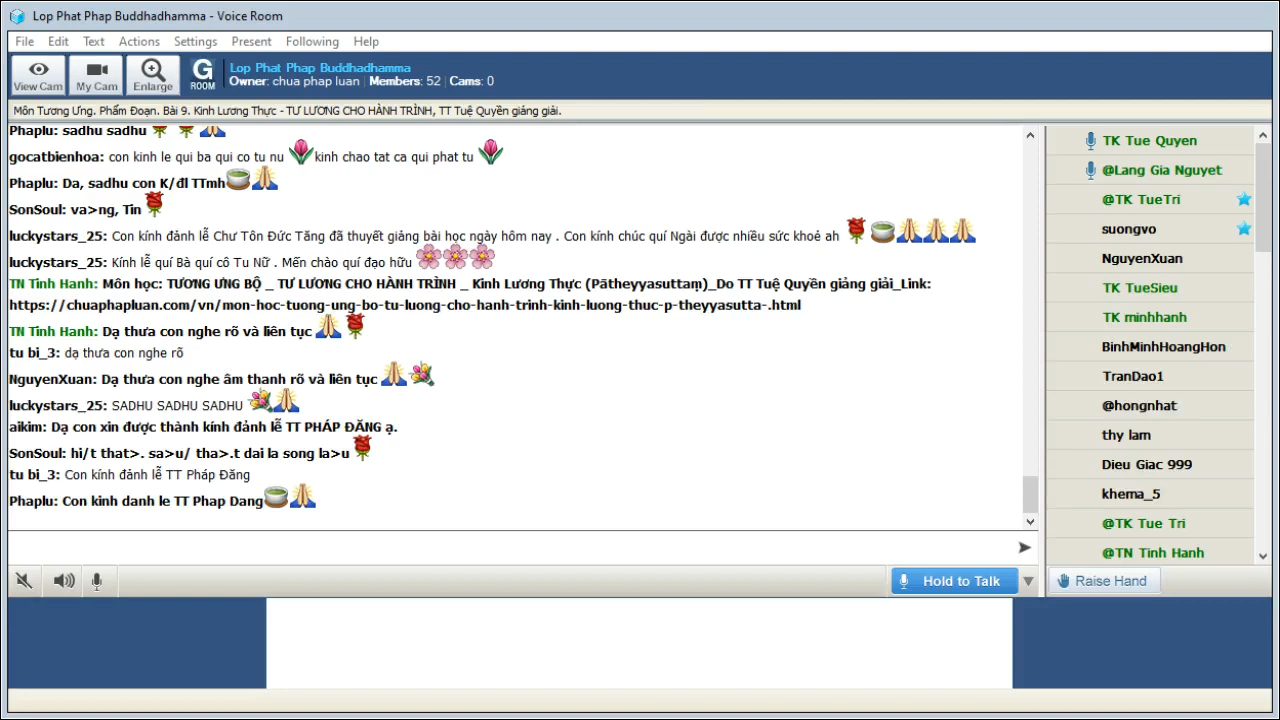 Lop Phat Phap Buddhadhamma - Voice Room
File Edit Text Actions Settings Present Following Help
View Cam My Cam Enlarge G ROOM
Lop Phat Phap Buddhadhamma
Owner: chua phap luan Members: 52 Cams: 0
Môn Tương Ưng. Phẩm Đoạn. Bài 9. Kinh Lương Thực - TƯ LƯƠNG CHO HÀNH TRÌNH, TT Tuệ Quyền giảng giải.
Phaplu: sadhu sadhu
gocatbienhoa: con kinh le qui ba qui co tu nu kinh chao tat ca qui phat tu
Phaplu: Da, sadhu con K/đl TTmh
SonSoul: va>ng, Tin
luckystars_25: Con kính đảnh lễ Chư Tôn Đức Tăng đã thuyết giảng bài học ngày hôm nay . Con kính chúc quí Ngài được nhiều sức khoẻ ah
luckystars_25: Kính lễ quí Bà quí cô Tu Nữ . Mến chào quí đạo hữu
TN Tinh Hanh: Môn học: TƯƠNG ƯNG BỘ _ TƯ LƯƠNG CHO HÀNH TRÌNH _ Kinh Lương Thực (Pātheyyasuttaṃ)_Do TT Tuệ Quyền giảng giải_Link:
https://chuaphapluan.com/vn/mon-hoc-tuong-ung-bo-tu-luong-cho-hanh-trinh-kinh-luong-thuc-p-theyyasutta-.html
TN Tinh Hanh: Dạ thưa con nghe rõ và liên tục
tu bi_3: dạ thưa con nghe rõ
NguyenXuan: Dạ thưa con nghe âm thanh rõ và liên tục
luckystars_25: SADHU SADHU SADHU
aikim: Dạ con xin được thành kính đảnh lễ TT PHÁP ĐĂNG ạ.
SonSoul: hi/t that>. sa>u/ tha>.t dai la song la>u
tu bi_3: Con kính đảnh lễ TT Pháp Đăng
Phaplu: Con kinh danh le TT Phap Dang
Hold to Talk
TK Tue Quyen
@Lang Gia Nguyet
@TK TueTri
suongvo
NguyenXuan
TK TueSieu
TK minhhanh
BinhMinhHoangHon
TranDao1
@hongnhat
thy lam
Dieu Giac 999
khema_5
@TK Tue Tri
@TN Tinh Hanh
Raise Hand